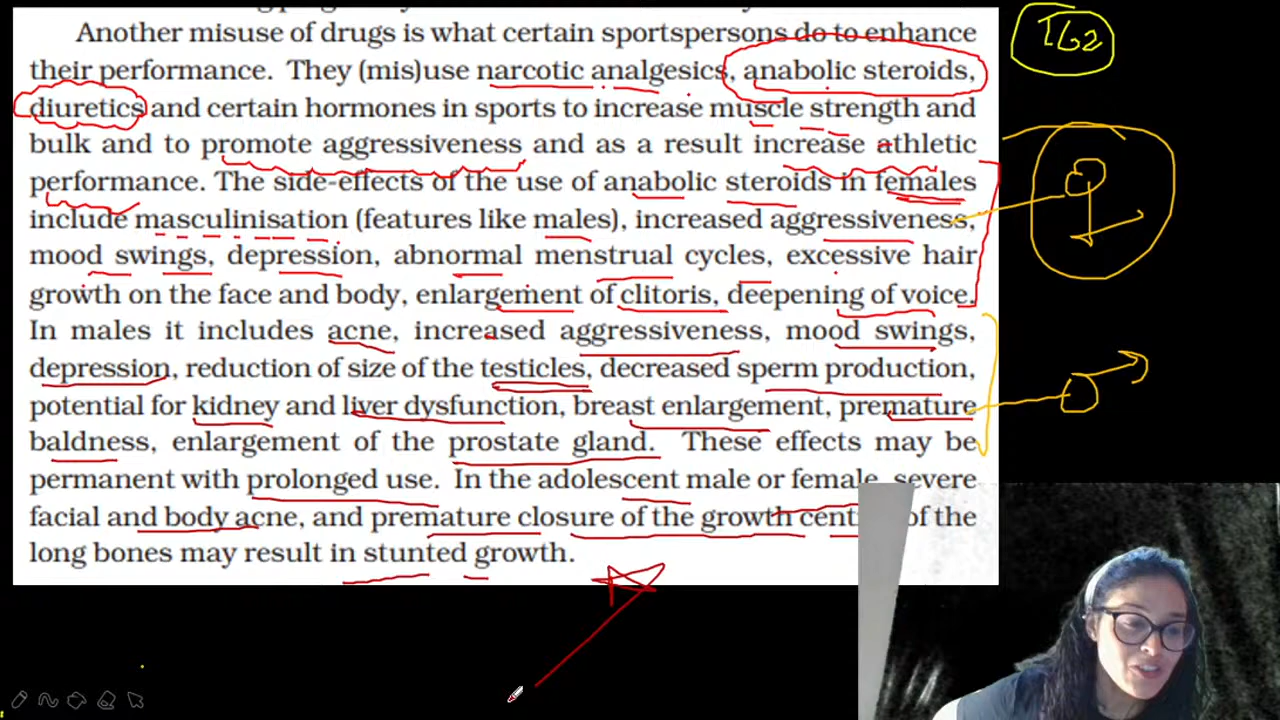 Another misuse of drugs is what certain sportspersons do to enhance
their performance. They (mis)use narcotic analgesics, anabolic steroids,
diuretics and certain hormones in sports to increase muscle strength and
bulk and to promote aggressiveness and as a result increase athletic
performance. The side-effects of the use of anabolic steroids in females
include masculinisation (features like males), increased aggressiveness,
mood swings, depression, abnormal menstrual cycles, excessive hair
growth on the face and body, enlargement of clitoris, deepening of voice.
In males it includes acne, increased aggressiveness, mood swings,
depression, reduction of size of the testicles, decreased sperm production,
potential for kidney and liver dysfunction, breast enlargement, premature
baldness, enlargement of the prostate gland. These effects may be
permanent with prolonged use. In the adolescent male or female, severe
facial and body acne, and premature closure of the growth of the
long bones may result in stunted growth.